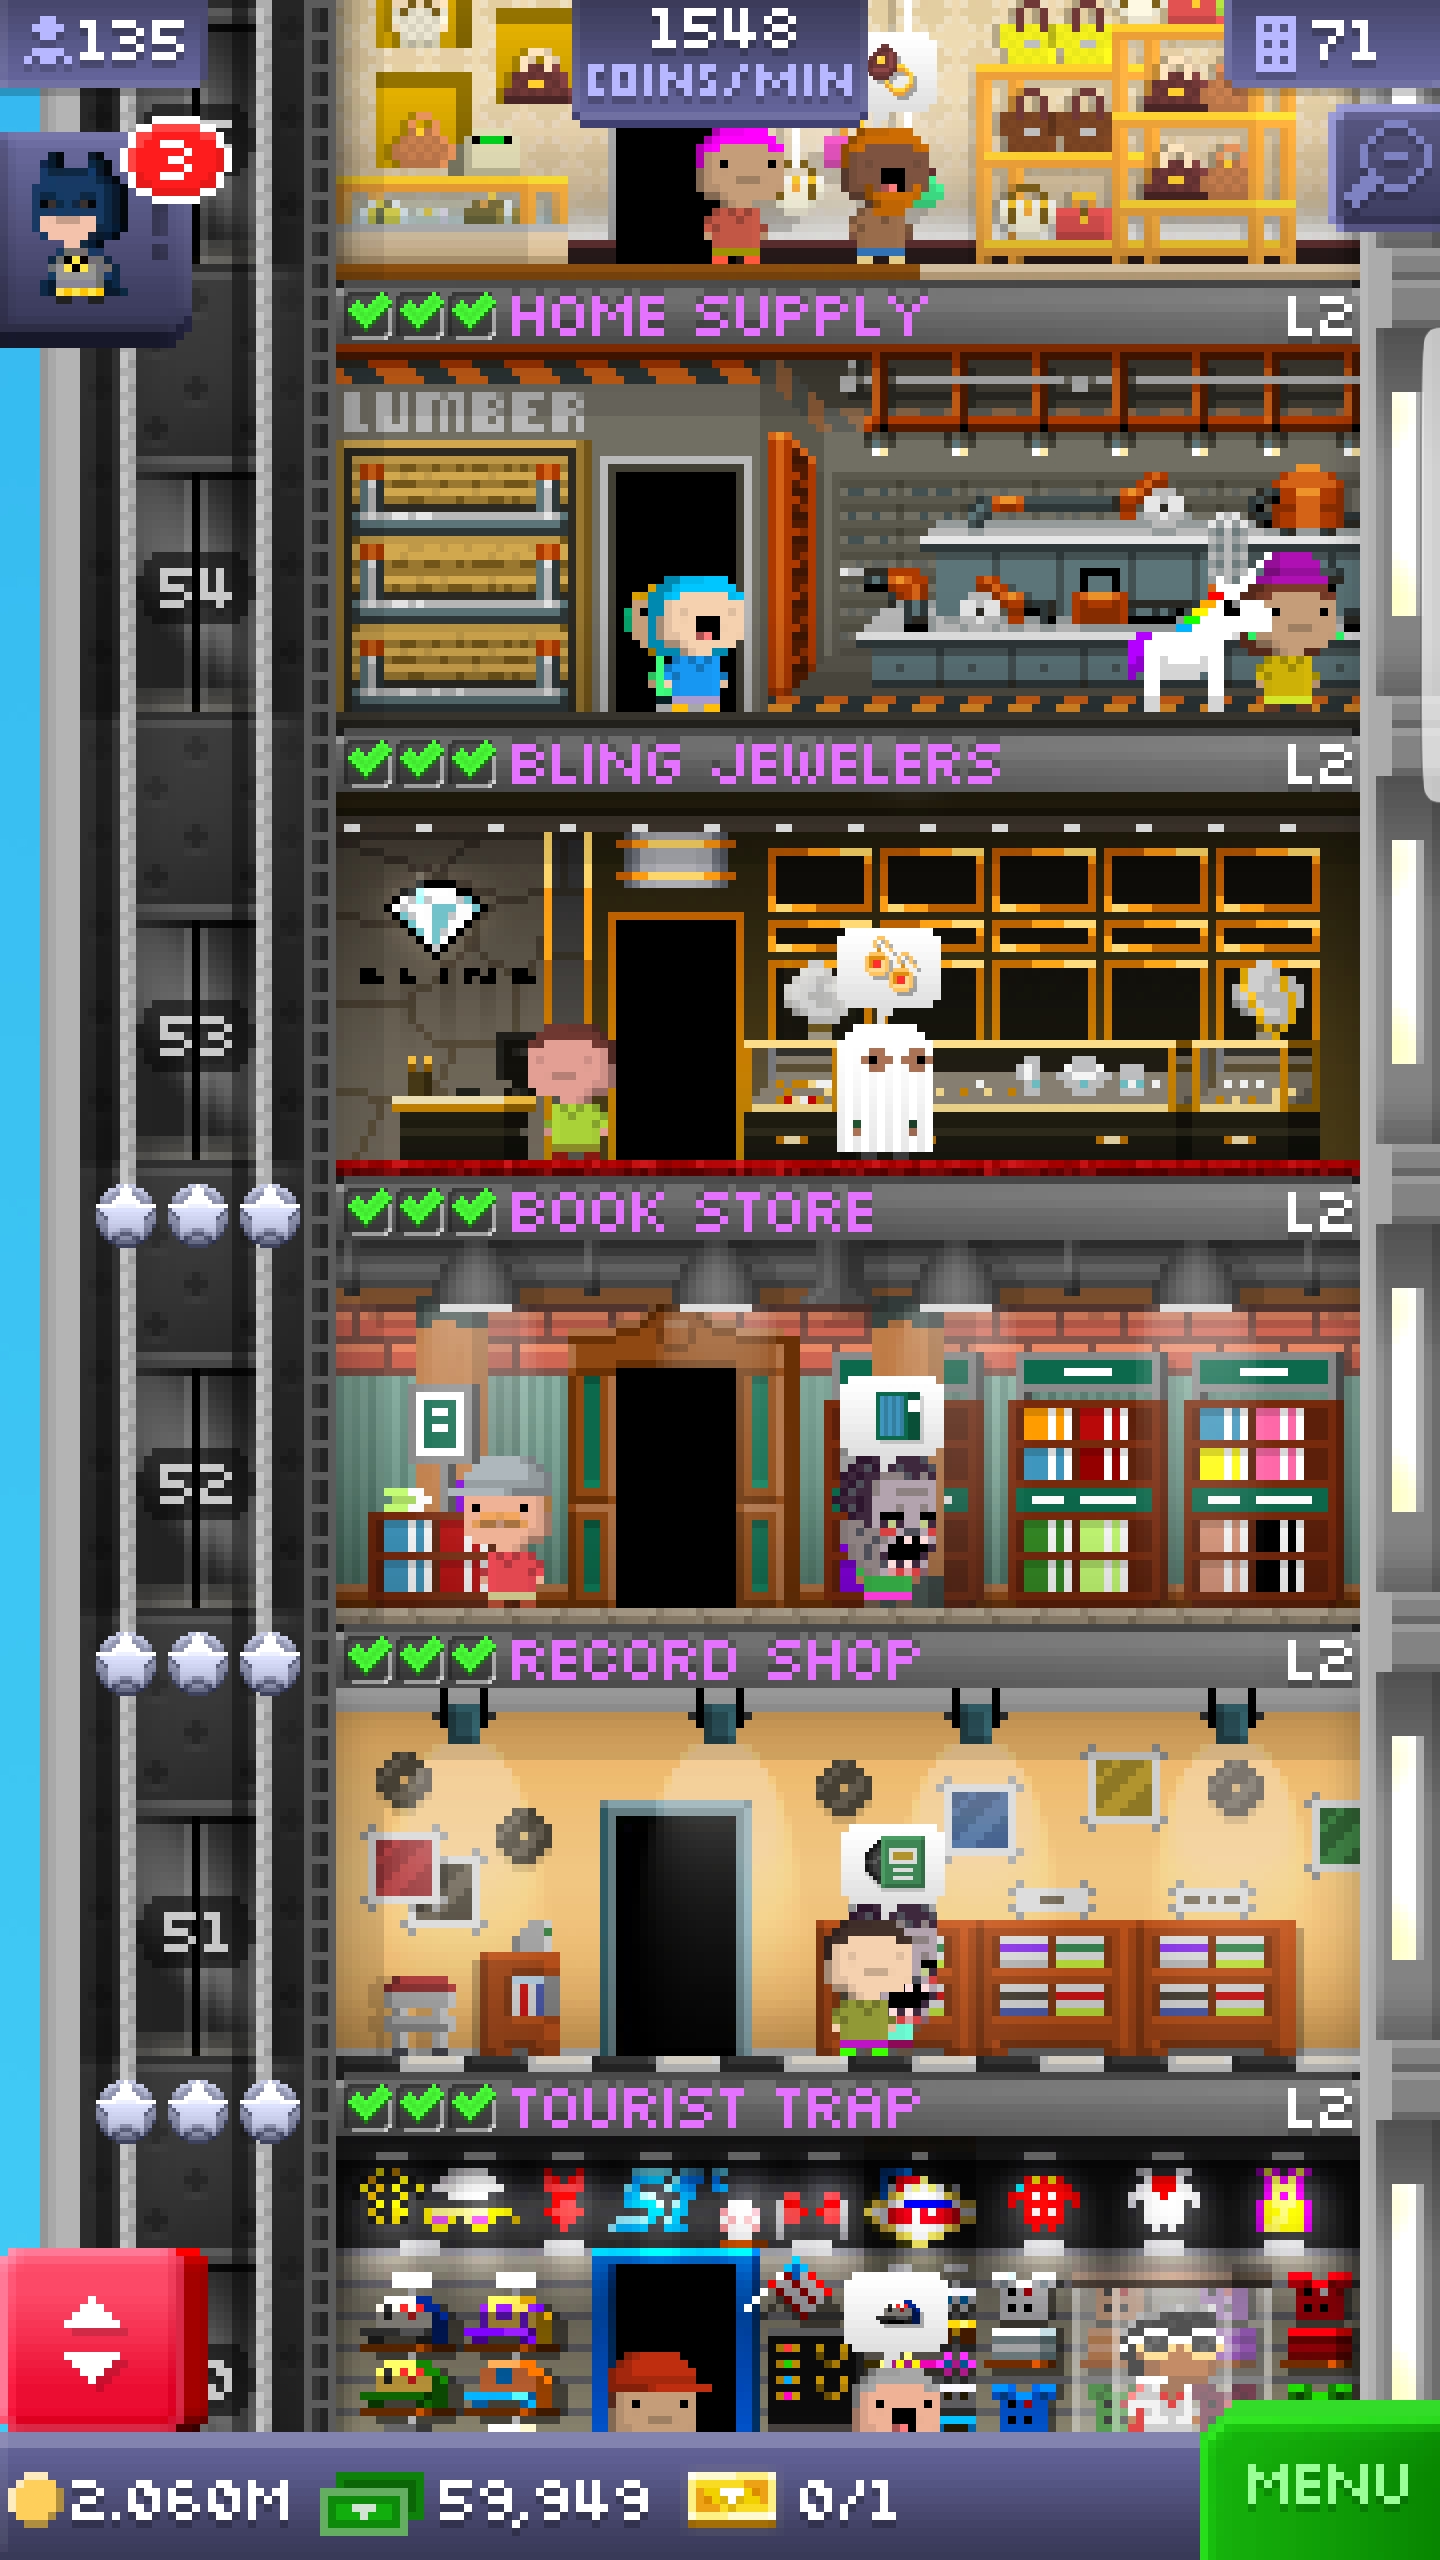 135
1548
COINS/MIN
71
3
HOME SUPPLY
L2
LUMBER
54
BLING JEWELERS
L2
BLING
53
BOOK STORE
L2
52
RECORD SHOP
L2
51
TOURIST TRAP
L2
2.060M
59,949
0/1
MENU